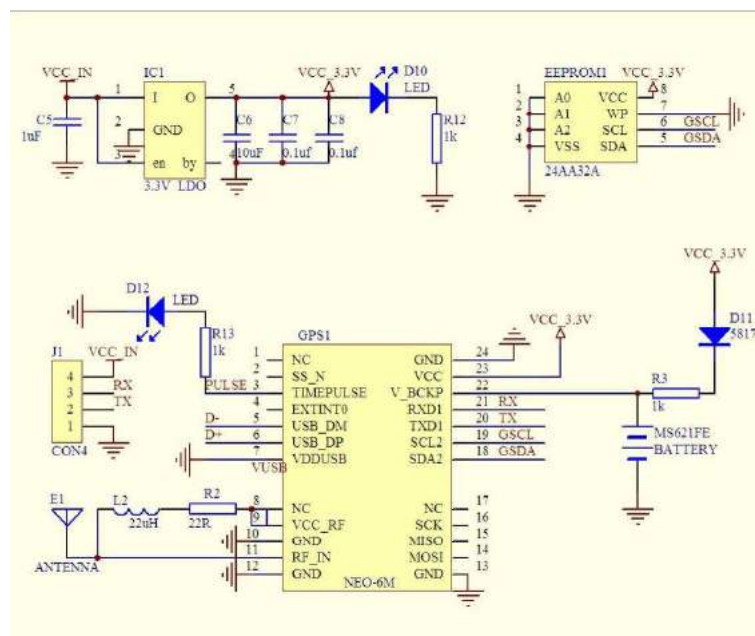 VCC_IN
C5
1uF
IC1
1
I
O
5
2
GND
3
en
by
4
3.3V LDO
C6
10uF
C7
0.1uf
C8
0.1uf
VCC_3.3V
D10
LED
R12
1k
EEPROM1
VCC_3.3V
1
A0
VCC
8
2
A1
WP
7
3
A2
SCL
6
GSCL
4
VSS
SDA
5
GSDA
24AA32A
D12
LED
R13
1k
J1
VCC_IN
4
3
RX
2
TX
1
CON4
GPS1
1
NC
GND
24
2
SS_N
VCC
23
VCC_3.3V
PULSE
3
TIMEPULSE
V_BCKP
22
4
EXTINT0
RXD1
21
RX
D-
5
USB_DM
TXD1
20
TX
D+
6
USB_DP
SCL2
19
GSCL
7
VDDUSB
SDA2
18
GSDA
VUSB
8
NC
NC
17
9
VCC_RF
SCK
16
10
GND
MISO
15
11
RF_IN
MOSI
14
12
GND
GND
13
NEO-6M
E1
ANTENNA
L2
22uH
R2
22R
VCC_3.3V
D11
5817
R3
1k
MS621FE
BATTERY